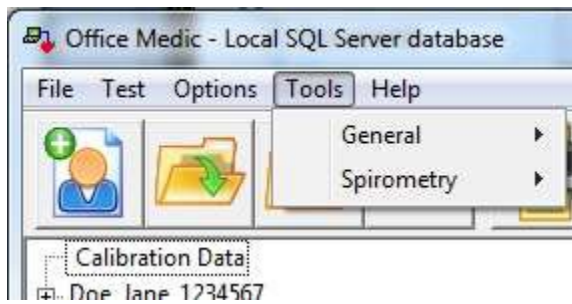 Office Medic - Local SQL Server database
File Test Options Tools Help
General
Spirometry
Calibration Data
Doe Jane 1234567